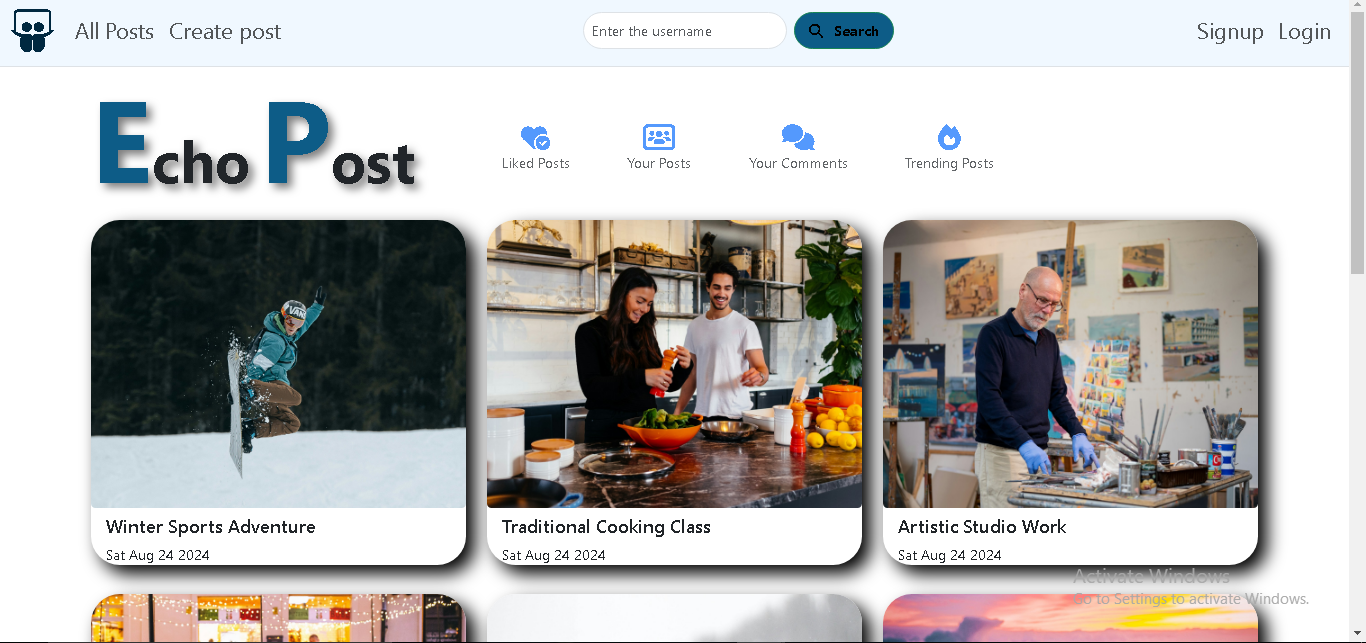 All Posts Create post Enter the username Search Signup Login
Echo Post
Liked Posts Your Posts Your Comments Trending Posts
VANS
Winter Sports Adventure Traditional Cooking Class Artistic Studio Work
Sat Aug 24 2024 Sat Aug 24 2024 Sat Aug 24 2024
Activate Windows
Go to Settings to activate Windows.